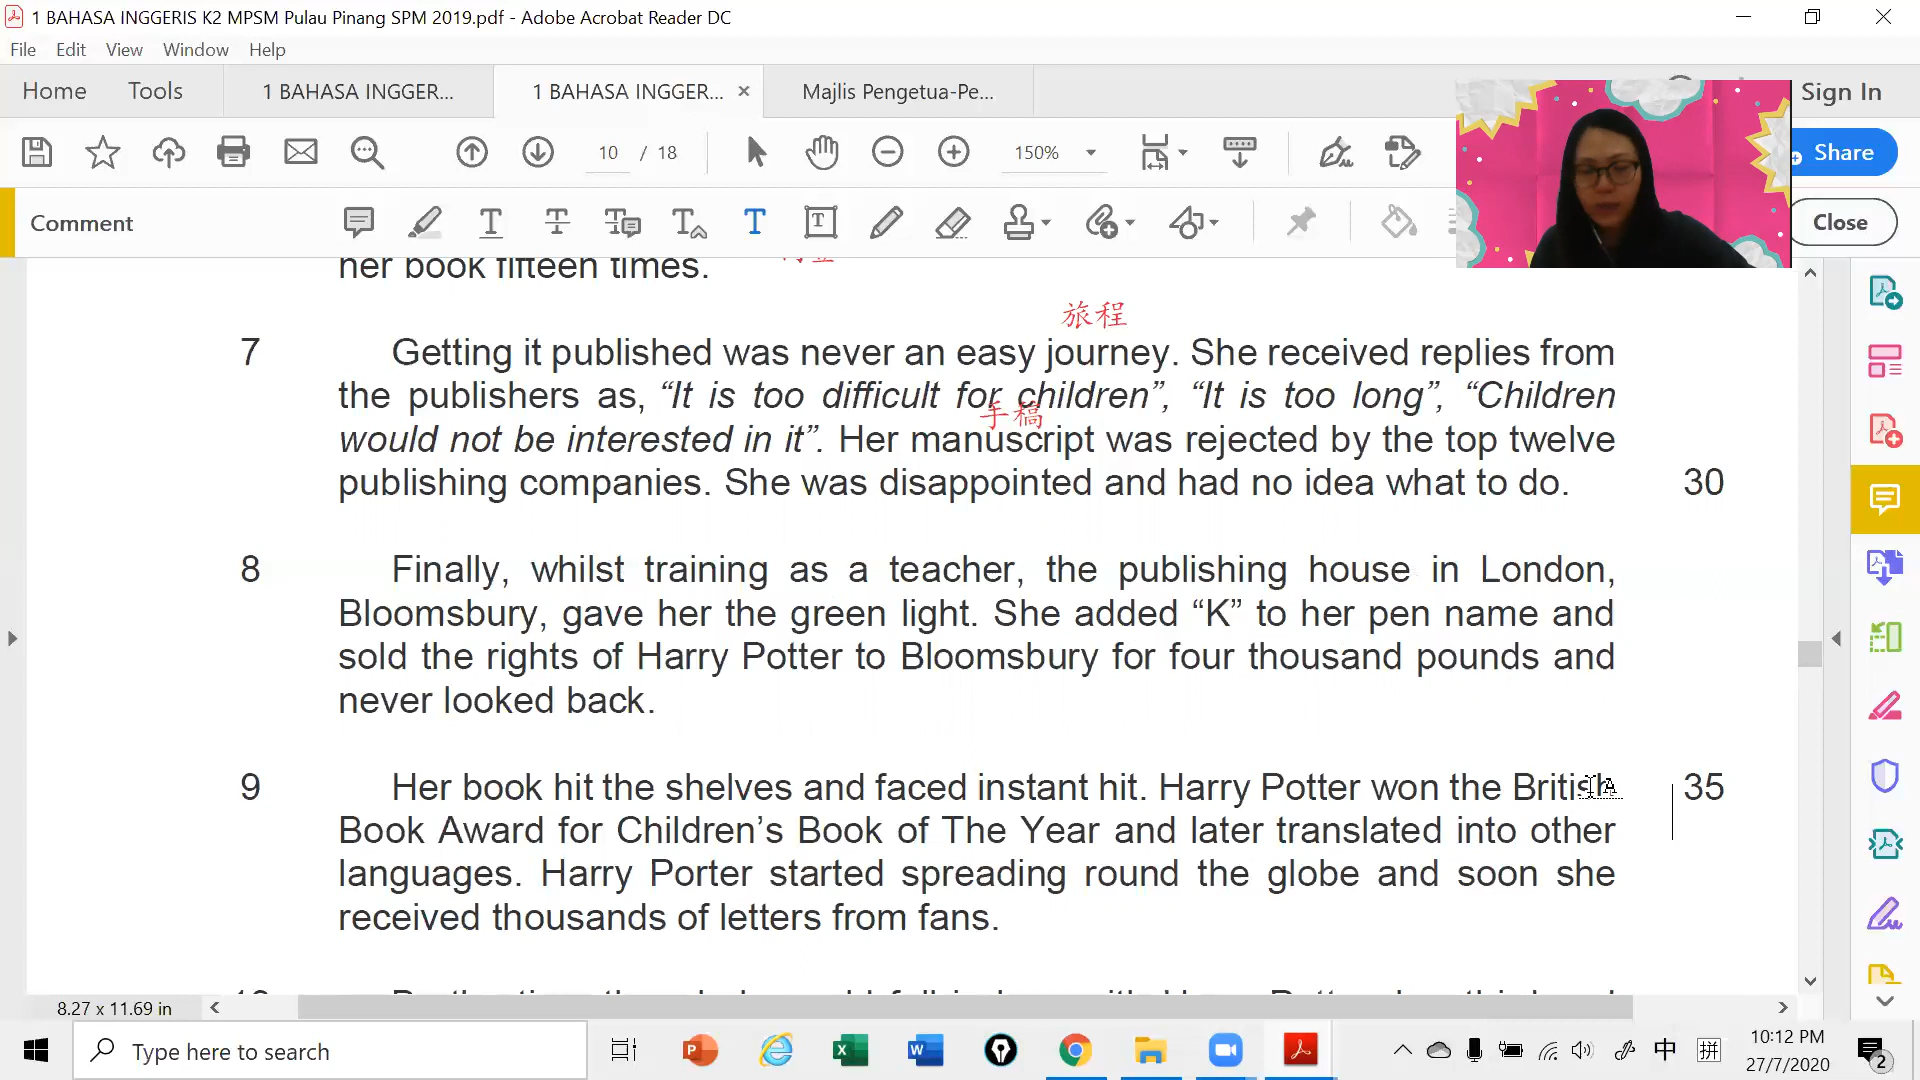 1 BAHASA INGGERIS K2 MPSM Pulau Pinang SPM 2019.pdf - Adobe Acrobat Reader DC
File Edit View Window Help
Home Tools 1 BAHASA INGGER... 1 BAHASA INGGER... Majlis Pengetua-Pe... Sign In
10 / 18 150% Share
Comment Close
her book fifteen times.
旅程
7 Getting it published was never an easy journey. She received replies from
the publishers as, “It is too difficult for children”, “It is too long”, “Children
手稿
would not be interested in it”. Her manuscript was rejected by the top twelve
publishing companies. She was disappointed and had no idea what to do. 30
8 Finally, whilst training as a teacher, the publishing house in London,
Bloomsbury, gave her the green light. She added “K” to her pen name and
sold the rights of Harry Potter to Bloomsbury for four thousand pounds and
never looked back.
9 Her book hit the shelves and faced instant hit. Harry Potter won the British 35
Book Award for Children’s Book of The Year and later translated into other
languages. Harry Porter started spreading round the globe and soon she
received thousands of letters from fans.
8.27 x 11.69 in
Type here to search
中 拼 10:12 PM
27/7/2020
2